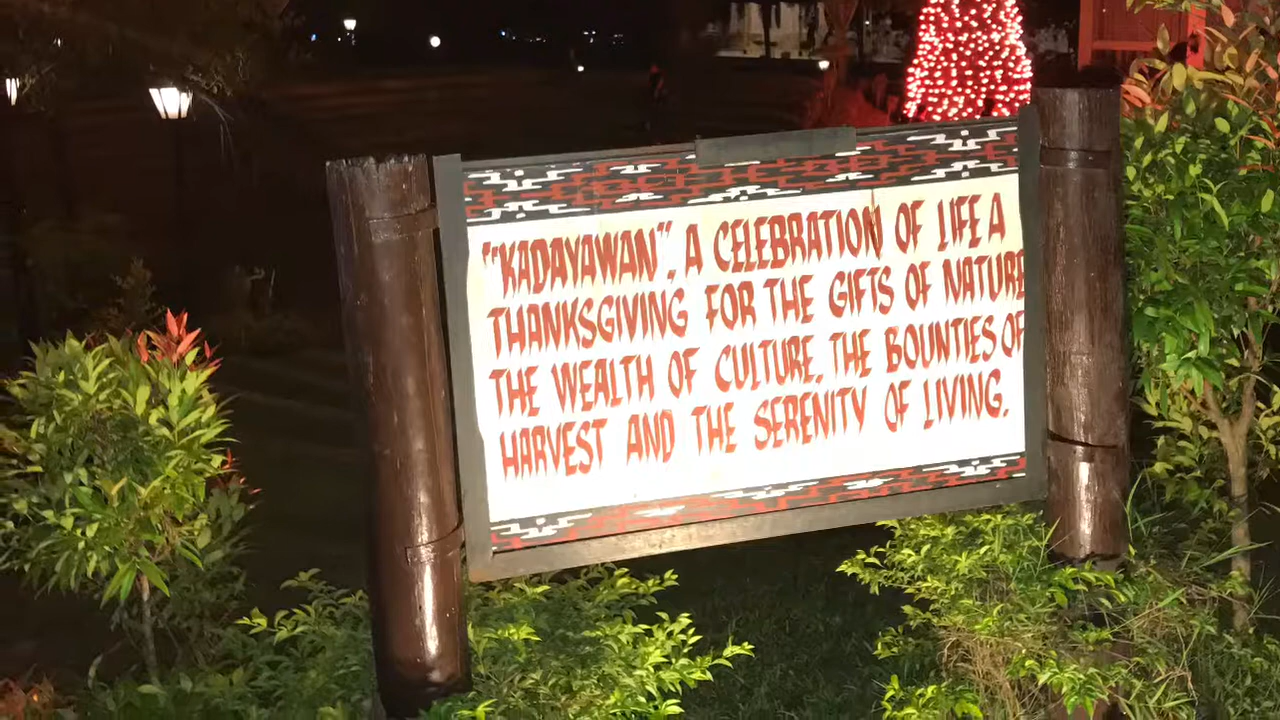 "KADAYAWAN", A CELEBRATION OF LIFE A
THANKSGIVING FOR THE GIFTS OF NATURE
THE WEALTH OF CULTURE, THE BOUNTIES OF
HARVEST AND THE SERENITY OF LIVING.